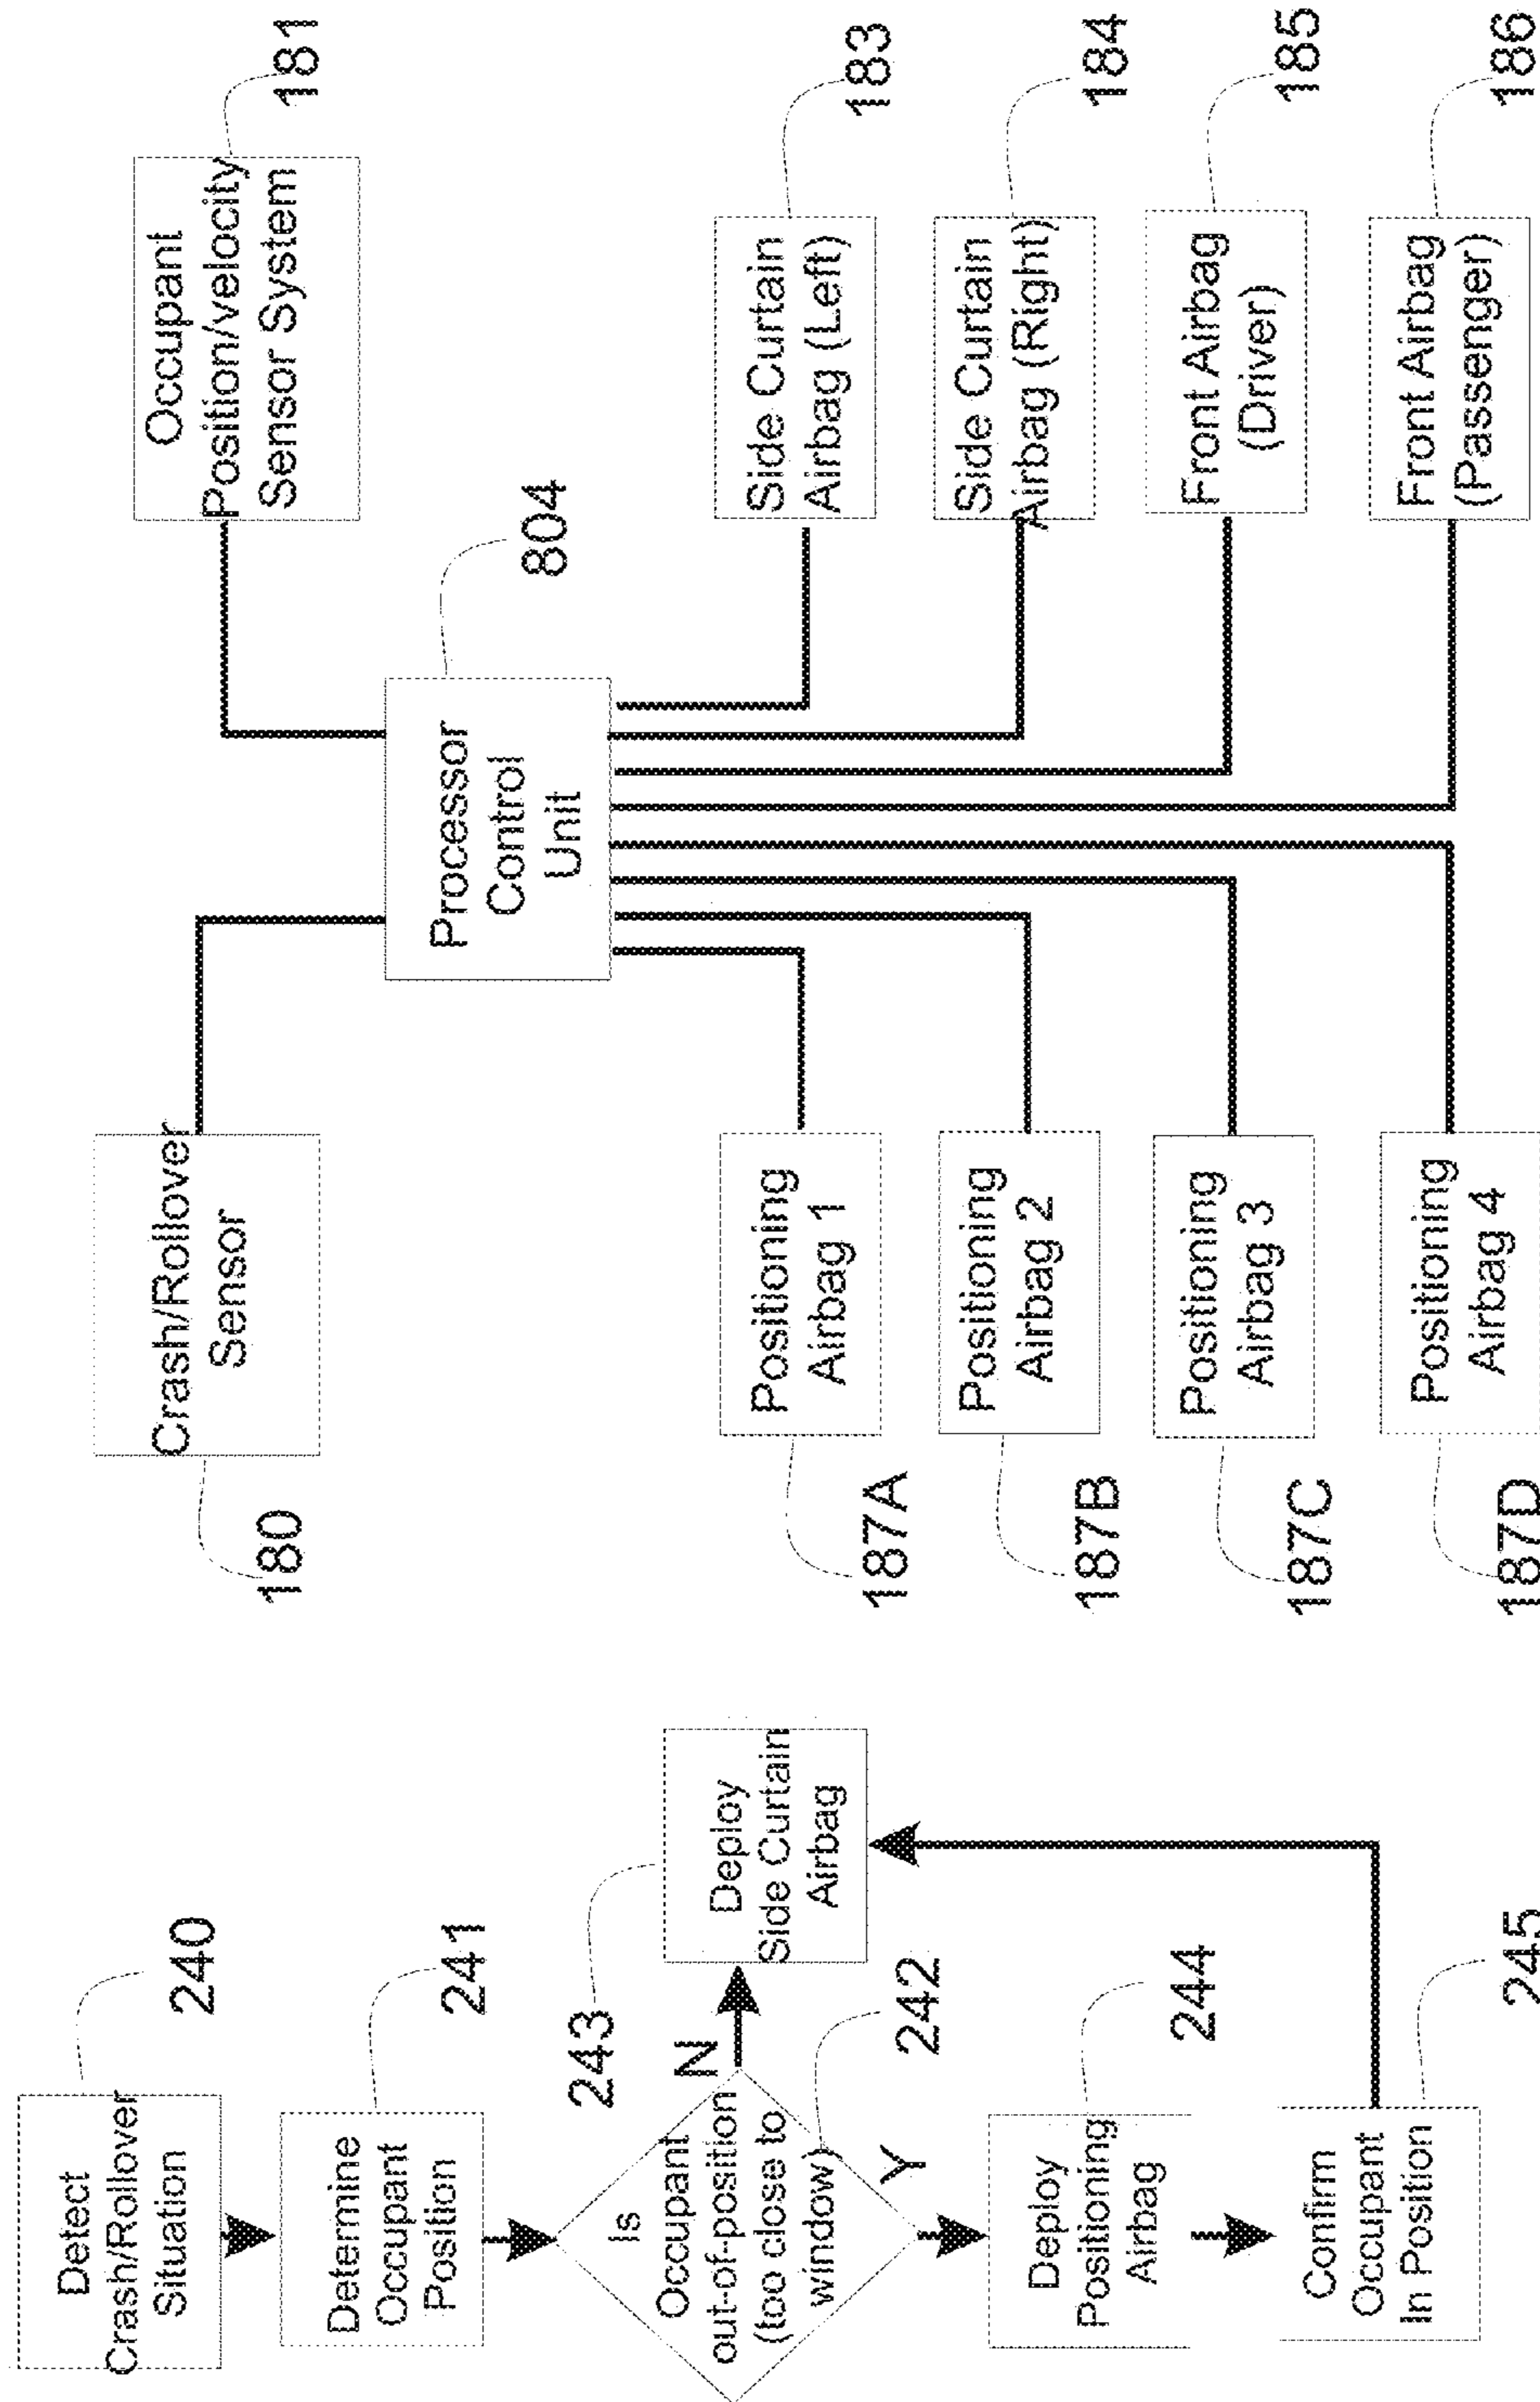 Detect
Crash/Rollover
Situation
240
Determine
Occupant
Position
241
Is
Occupant
out-of-position
(too close to
window)
242
N
243
Deploy
Side Curtain
Airbag
Y
Deploy
Positioning
Airbag
244
Confirm
Occupant
In Position
245
Crash/Rollover
Sensor
180
Occupant
Position/velocity
Sensor System
181
Processor
Control
Unit
804
Positioning
Airbag 1
187A
Side Curtain
Airbag (Left)
183
Positioning
Airbag 2
187B
Side Curtain
Airbag (Right)
184
Positioning
Airbag 3
187C
Front Airbag
(Driver)
185
Positioning
Airbag 4
187D
Front Airbag
(Passenger)
186